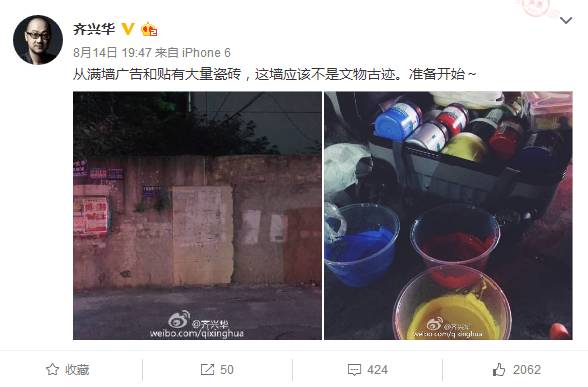 齐兴华
8月14日 19:47 来自 iPhone 6
从满墙广告和贴有大量瓷砖，这墙应该不是文物古迹。准备开始～
@齐兴华
weibo.com/qixinghua
@齐兴华
weibo.com/qixinghua
收藏
50
424
2062